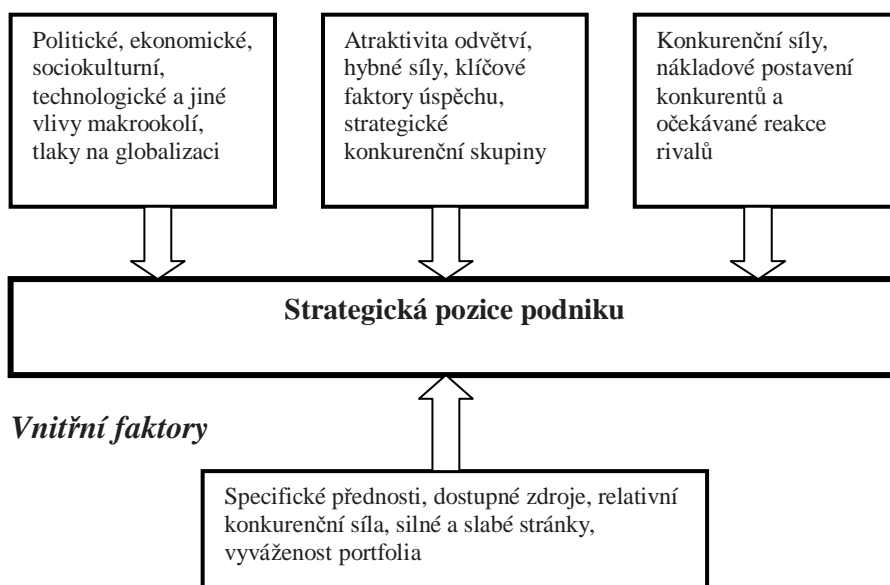 Politické, ekonomické,
sociokulturní,
technologické a jiné
vlivy makrookolí,
tlaky na globalizaci
Atraktivita odvětví,
hybné síly, klíčové
faktory úspěchu,
strategické
konkurenční skupiny
Konkurenční síly,
nákladové postavení
konkurentů a
očekávané reakce
rivalů
Strategická pozice podniku
Vnitřní faktory
Specifické přednosti, dostupné zdroje, relativní
konkurenční síla, silné a slabé stránky,
vyváženost portfolia